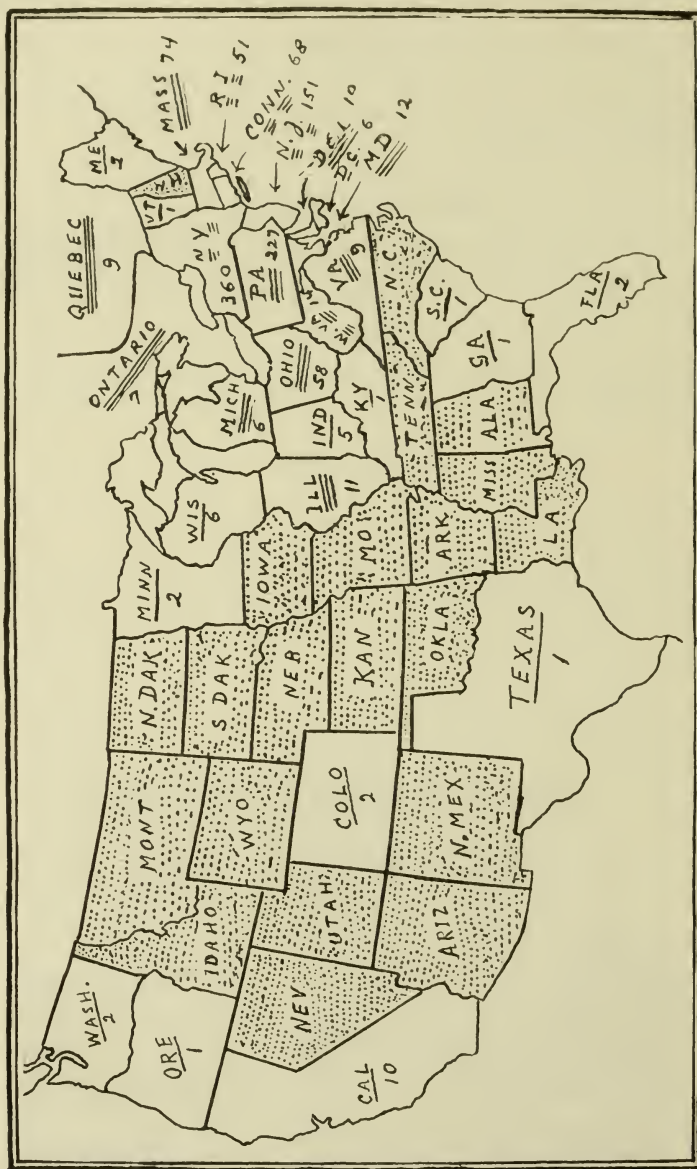 QUEBEC
9
ONTARIO
7
ME
2
VT
1
N H
MASS 74
R I 51
CONN. 68
N. J. 151
DEL 10
D.C. 6
MD 12
N Y
360
PA
227
W VA
VA
9
N. C.
S. C.
1
GA
1
FLA
2
MICH
6
OHIO
58
IND
5
KY
1
TENN
ALA
MISS
WIS
6
ILL
11
MINN
2
IOWA
MO
ARK
LA
N DAK
S DAK
NEB
KAN
OKLA
TEXAS
1
MONT
WYO
COLO
2
N. MEX
IDAHO
UTAH
ARIZ
WASH.
2
ORE
1
NEV
CAL
10